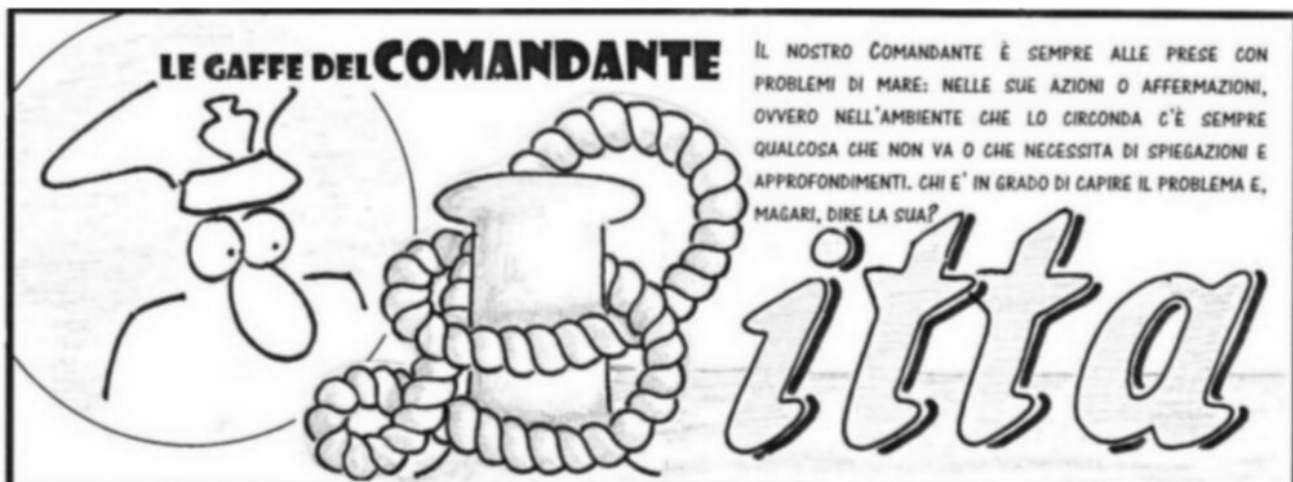 LE GAFFE DEL COMANDANTE
IL NOSTRO COMANDANTE È SEMPRE ALLE PRESE CON
PROBLEMI DI MARE: NELLE SUE AZIONI O AFFERMAZIONI,
OVVERO NELL'AMBIENTE CHE LO CIRCONDA C'È SEMPRE
QUALCOSA CHE NON VA O CHE NECESSITA DI SPIEGAZIONI E
APPROFONDIMENTI. CHI E' IN GRADO DI CAPIRE IL PROBLEMA E,
MAGARI, DIRE LA SUA?
Bitta